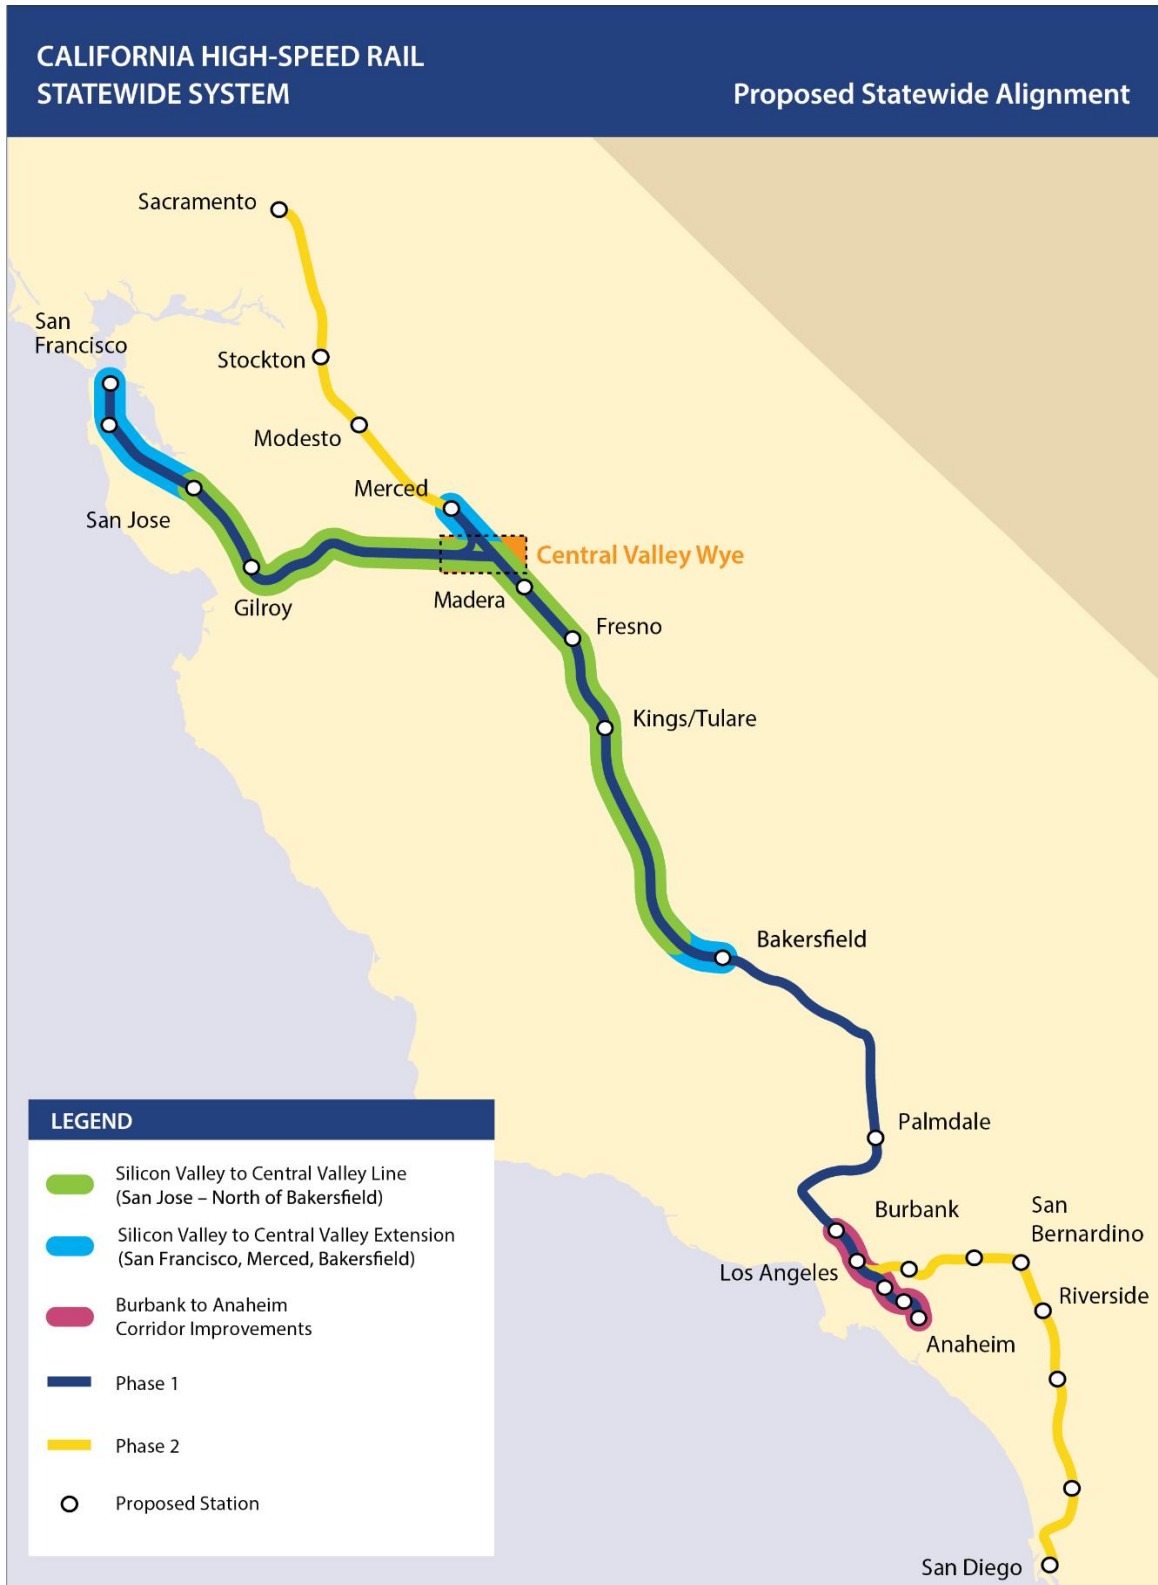 CALIFORNIA HIGH-SPEED RAIL
STATEWIDE SYSTEM
Proposed Statewide Alignment
Sacramento
San
Francisco
Stockton
Modesto
Merced
San Jose
Central Valley Wye
Gilroy
Madera
Fresno
Kings/Tulare
Bakersfield
Palmdale
Burbank
San
Bernardino
Los Angeles
Riverside
Anaheim
San Diego
LEGEND
Silicon Valley to Central Valley Line
(San Jose – North of Bakersfield)
Silicon Valley to Central Valley Extension
(San Francisco, Merced, Bakersfield)
Burbank to Anaheim
Corridor Improvements
Phase 1
Phase 2
Proposed Station